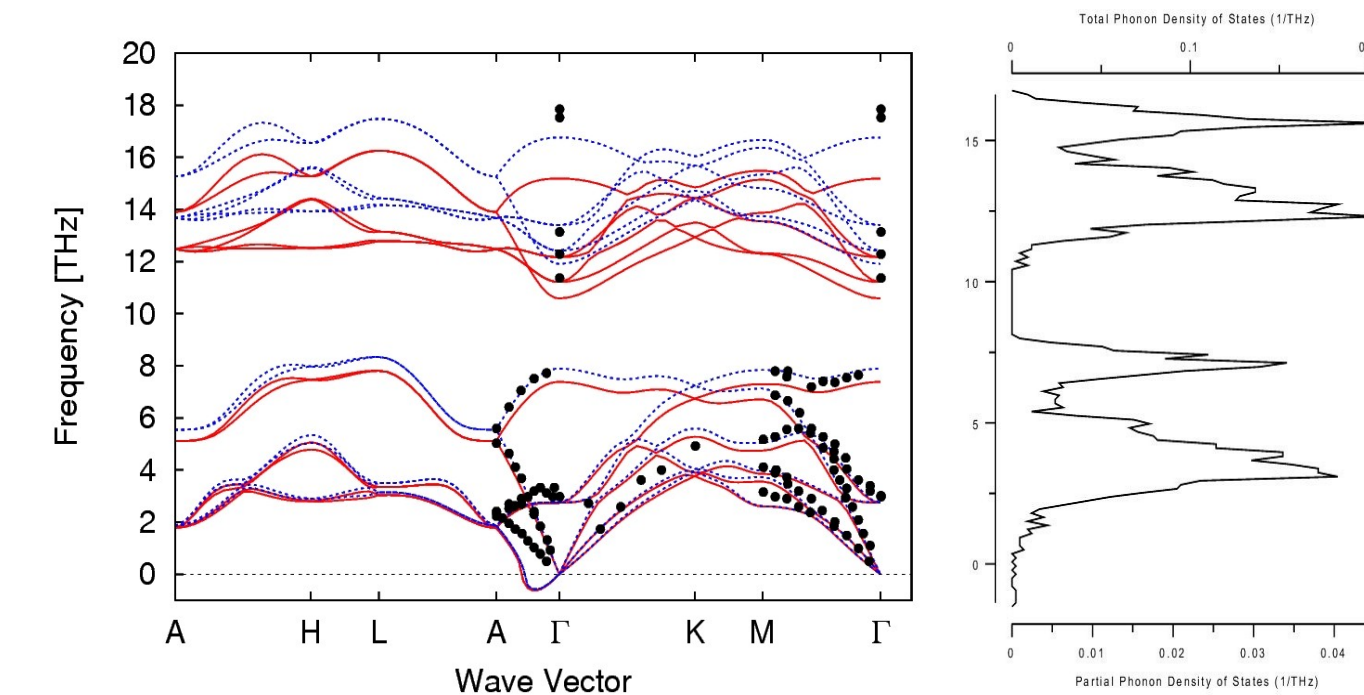 Total Phonon Density of States (1/THz)
0 0.1 0
20
18
16
14
12
10
8
6
4
2
0
Frequency [THz]
A H L A Γ K M Γ
Wave Vector
15
10
5
0
0 0.01 0.02 0.03 0.04
Partial Phonon Density of States (1/THz)